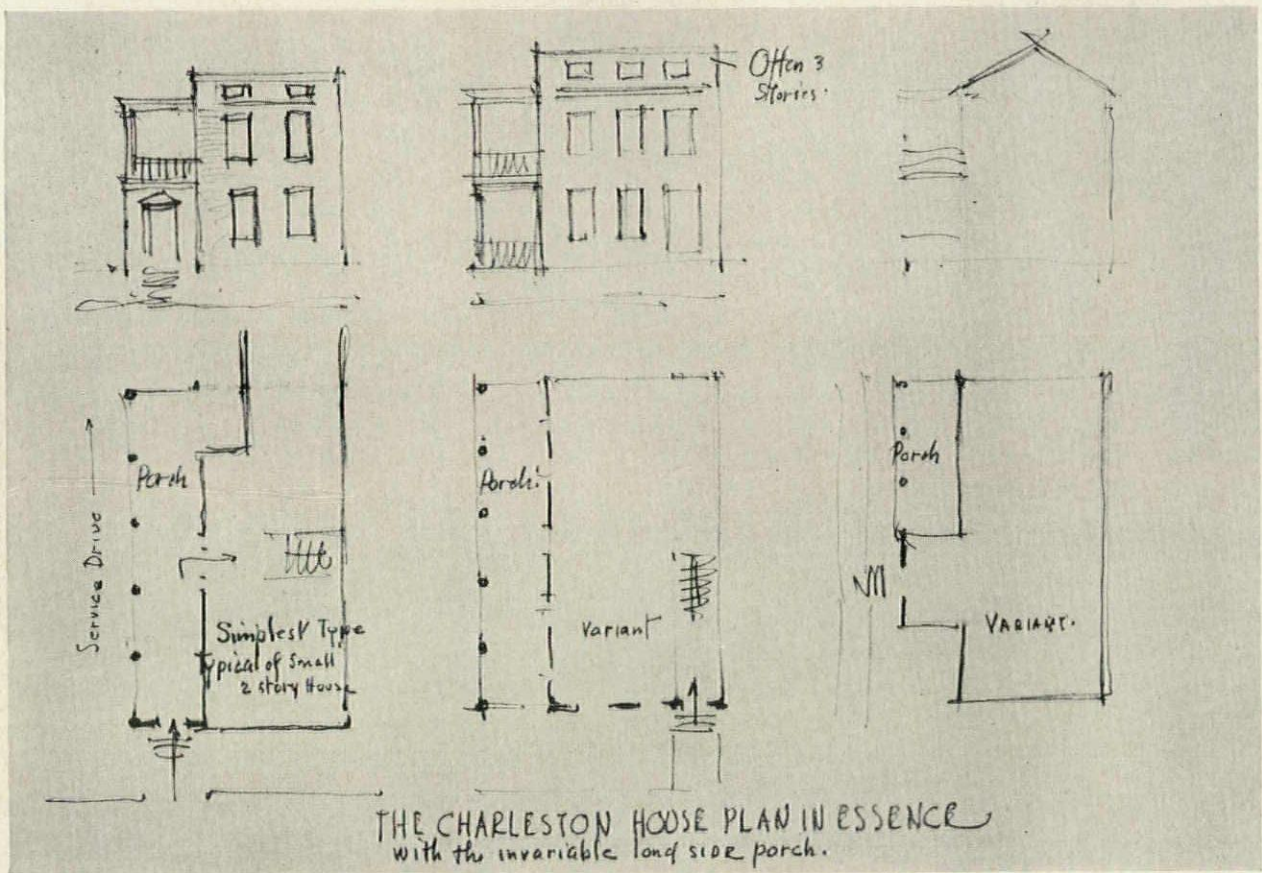 Often 3
Stories.
Service Drive
Porch
Simplest Type
Typical of Small
2 story House
Porch.
Variant
Porch
VARIANT.
THE CHARLESTON HOUSE PLAN IN ESSENCE
with the invariable long side porch.